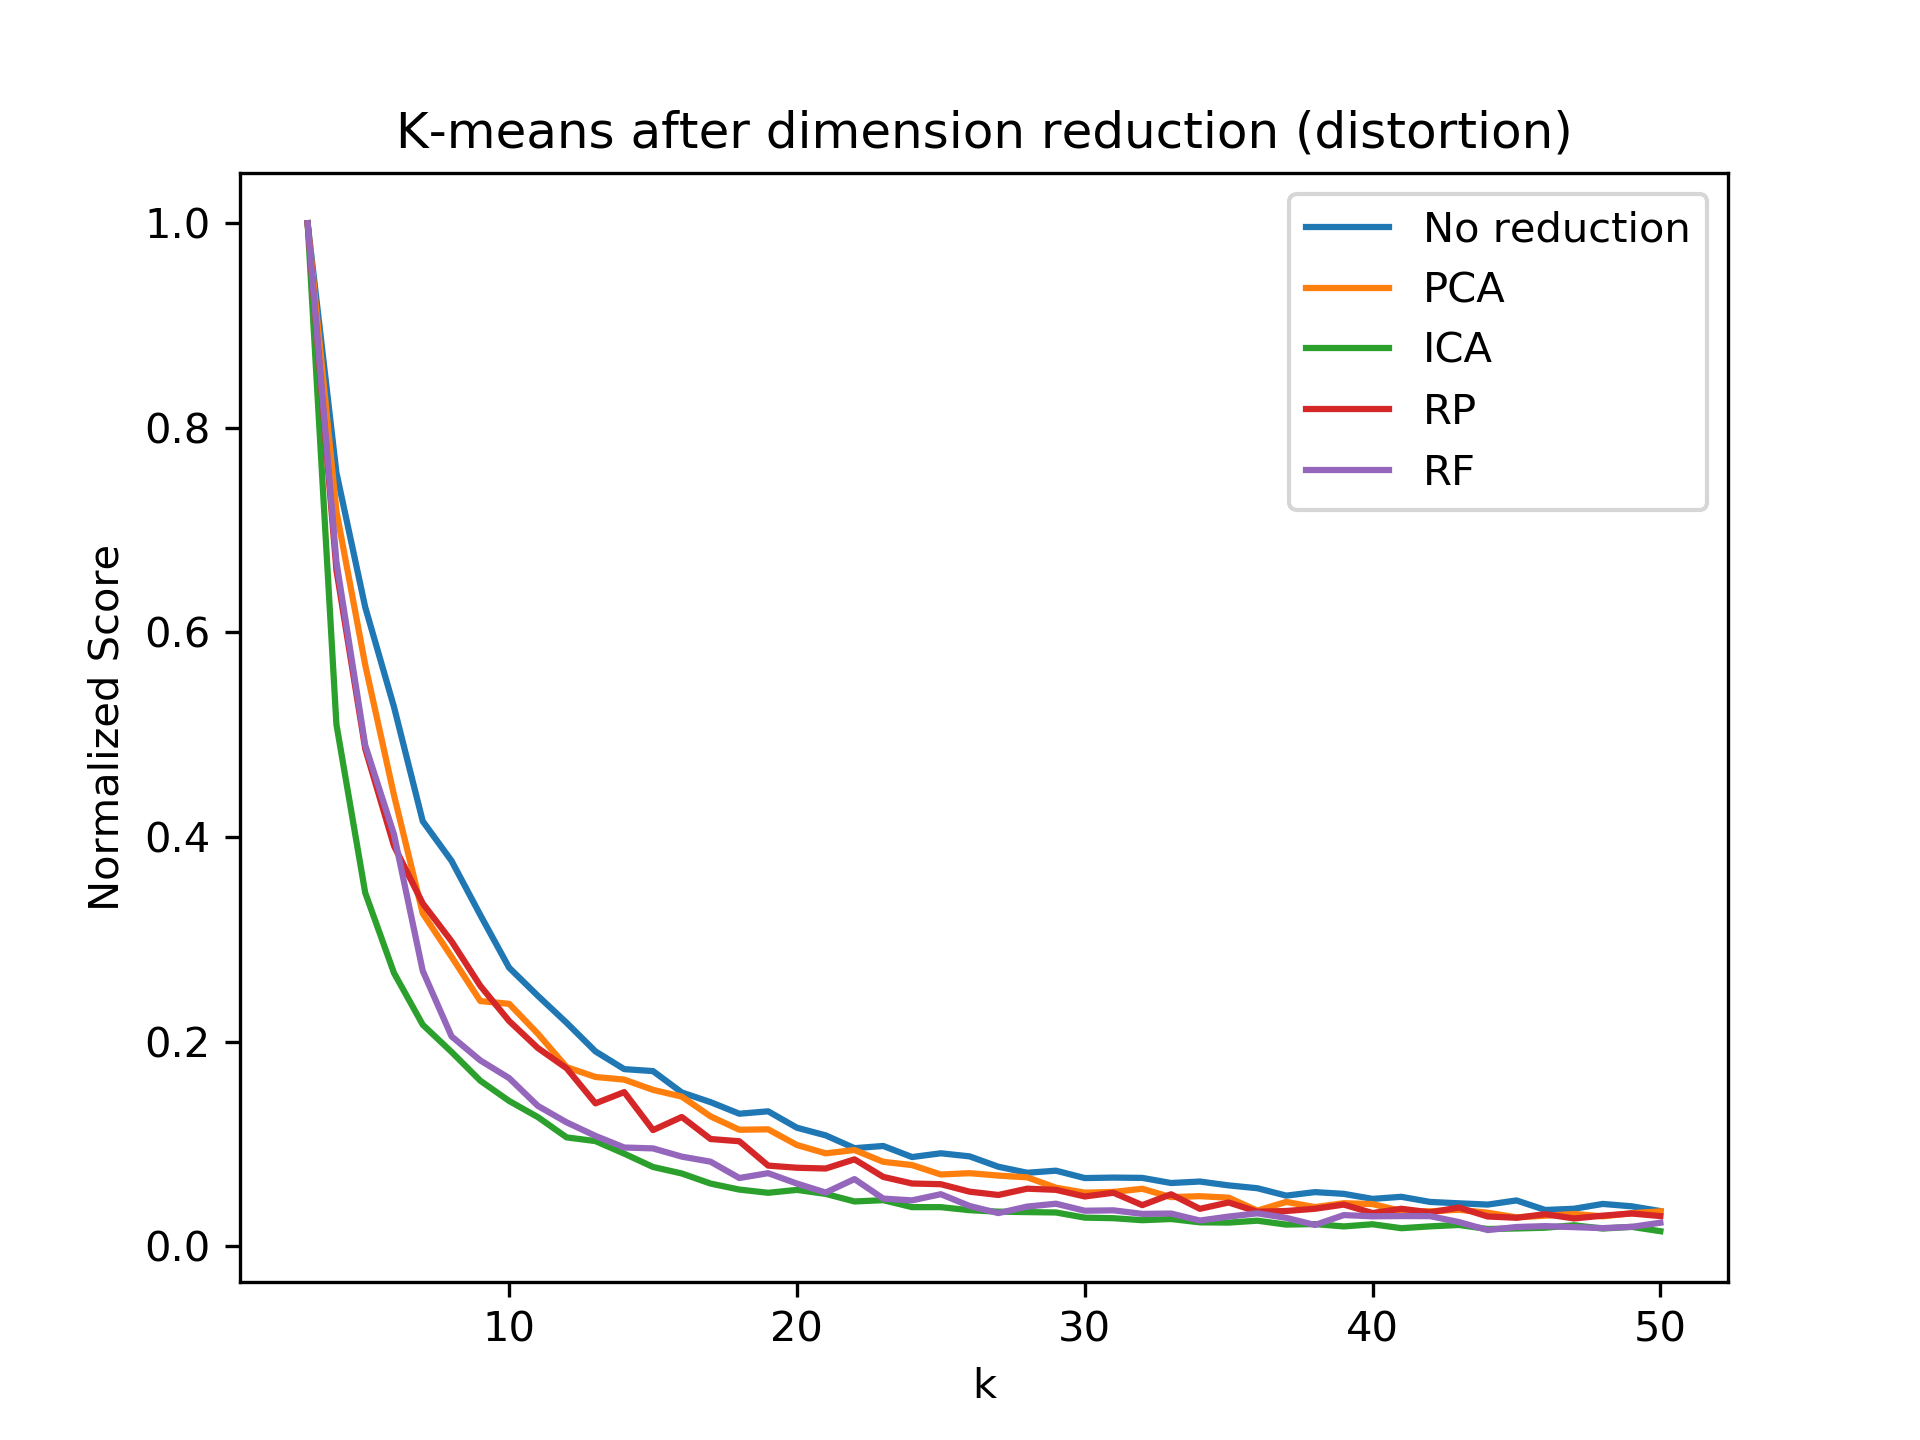 K-means after dimension reduction (distortion)
No reduction
PCA
ICA
RP
RF
Normalized Score
1.0
0.8
0.6
0.4
0.2
0.0
10 20 30 40 50
k